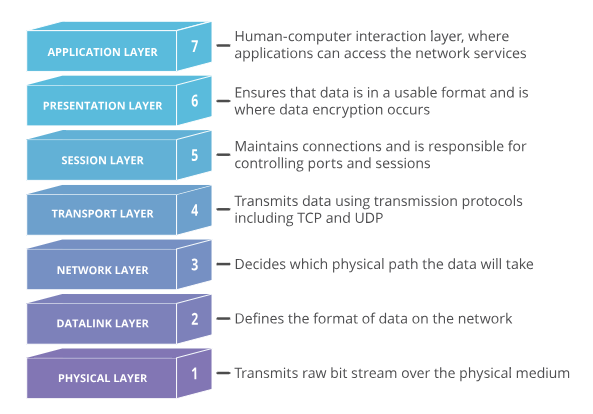 APPLICATION LAYER
7
Human-computer interaction layer, where
applications can access the network services
PRESENTATION LAYER
6
Ensures that data is in a usable format and is
where data encryption occurs
SESSION LAYER
5
Maintains connections and is responsible for
controlling ports and sessions
TRANSPORT LAYER
4
Transmits data using transmission protocols
including TCP and UDP
NETWORK LAYER
3
Decides which physical path the data will take
DATALINK LAYER
2
Defines the format of data on the network
PHYSICAL LAYER
1
Transmits raw bit stream over the physical medium